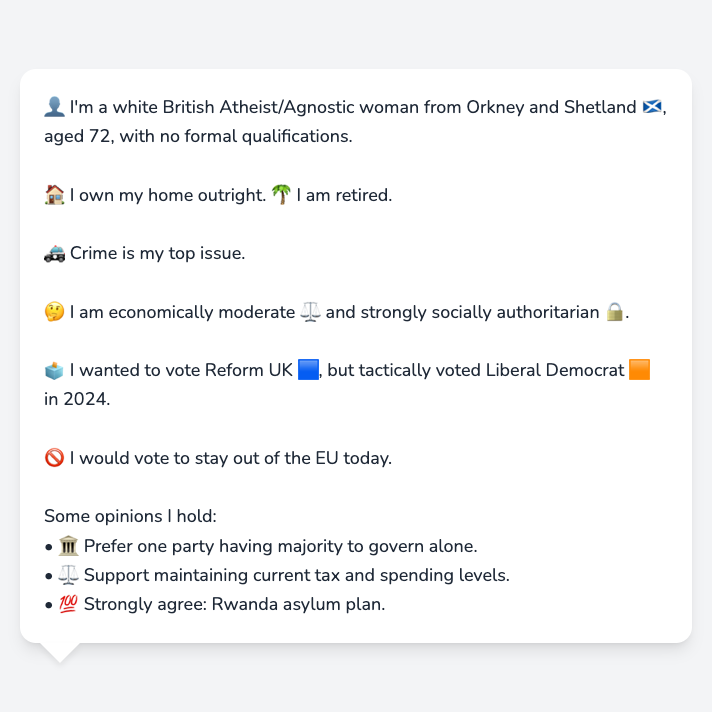 👤 I'm a white British Atheist/Agnostic woman from Orkney and Shetland 🏴󠁧󠁢󠁳󠁣󠁴󠁿,
aged 72, with no formal qualifications.
🏠 I own my home outright. 🌴 I am retired.
🚓 Crime is my top issue.
🤔 I am economically moderate ⚖️ and strongly socially authoritarian 🔒.
🗳️ I wanted to vote Reform UK 🟦, but tactically voted Liberal Democrat 🟧
in 2024.
🚫 I would vote to stay out of the EU today.
Some opinions I hold:
• 🏛️ Prefer one party having majority to govern alone.
• ⚖️ Support maintaining current tax and spending levels.
• 💯 Strongly agree: Rwanda asylum plan.